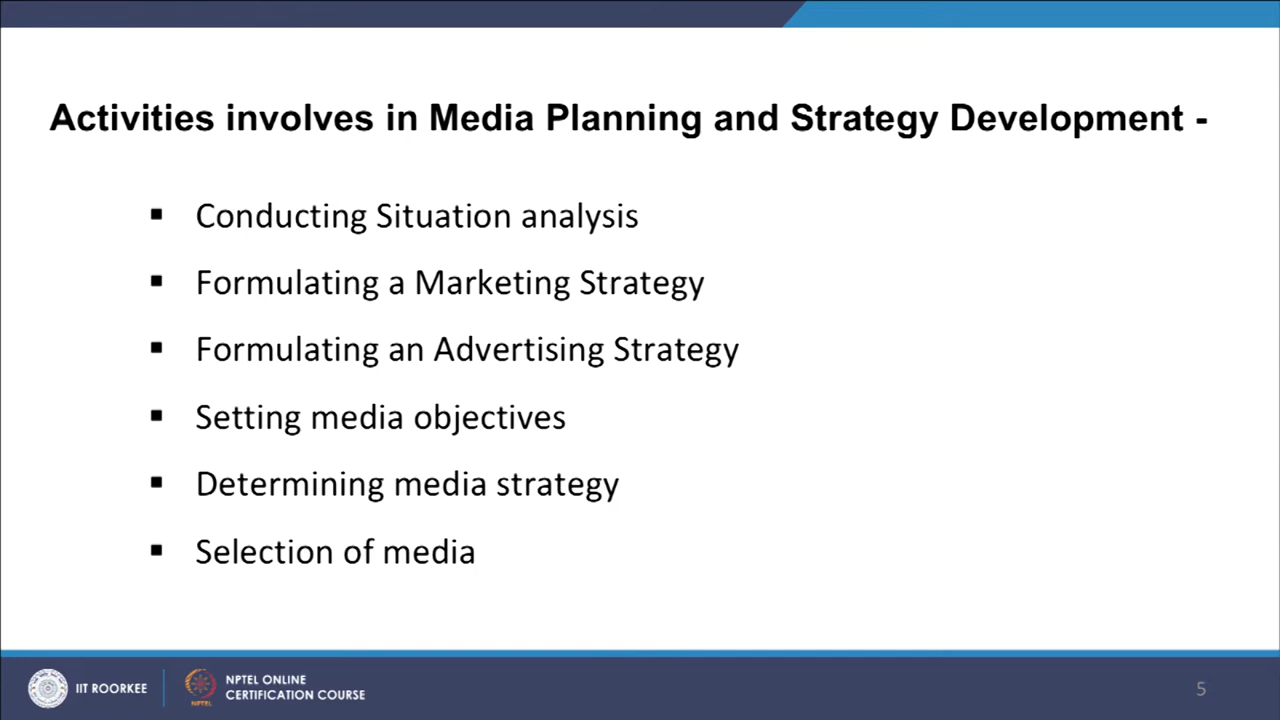 Activities involves in Media Planning and Strategy Development -
▪ Conducting Situation analysis
▪ Formulating a Marketing Strategy
▪ Formulating an Advertising Strategy
▪ Setting media objectives
▪ Determining media strategy
▪ Selection of media
IIT ROORKEE
NPTEL
NPTEL ONLINE
CERTIFICATION COURSE
5